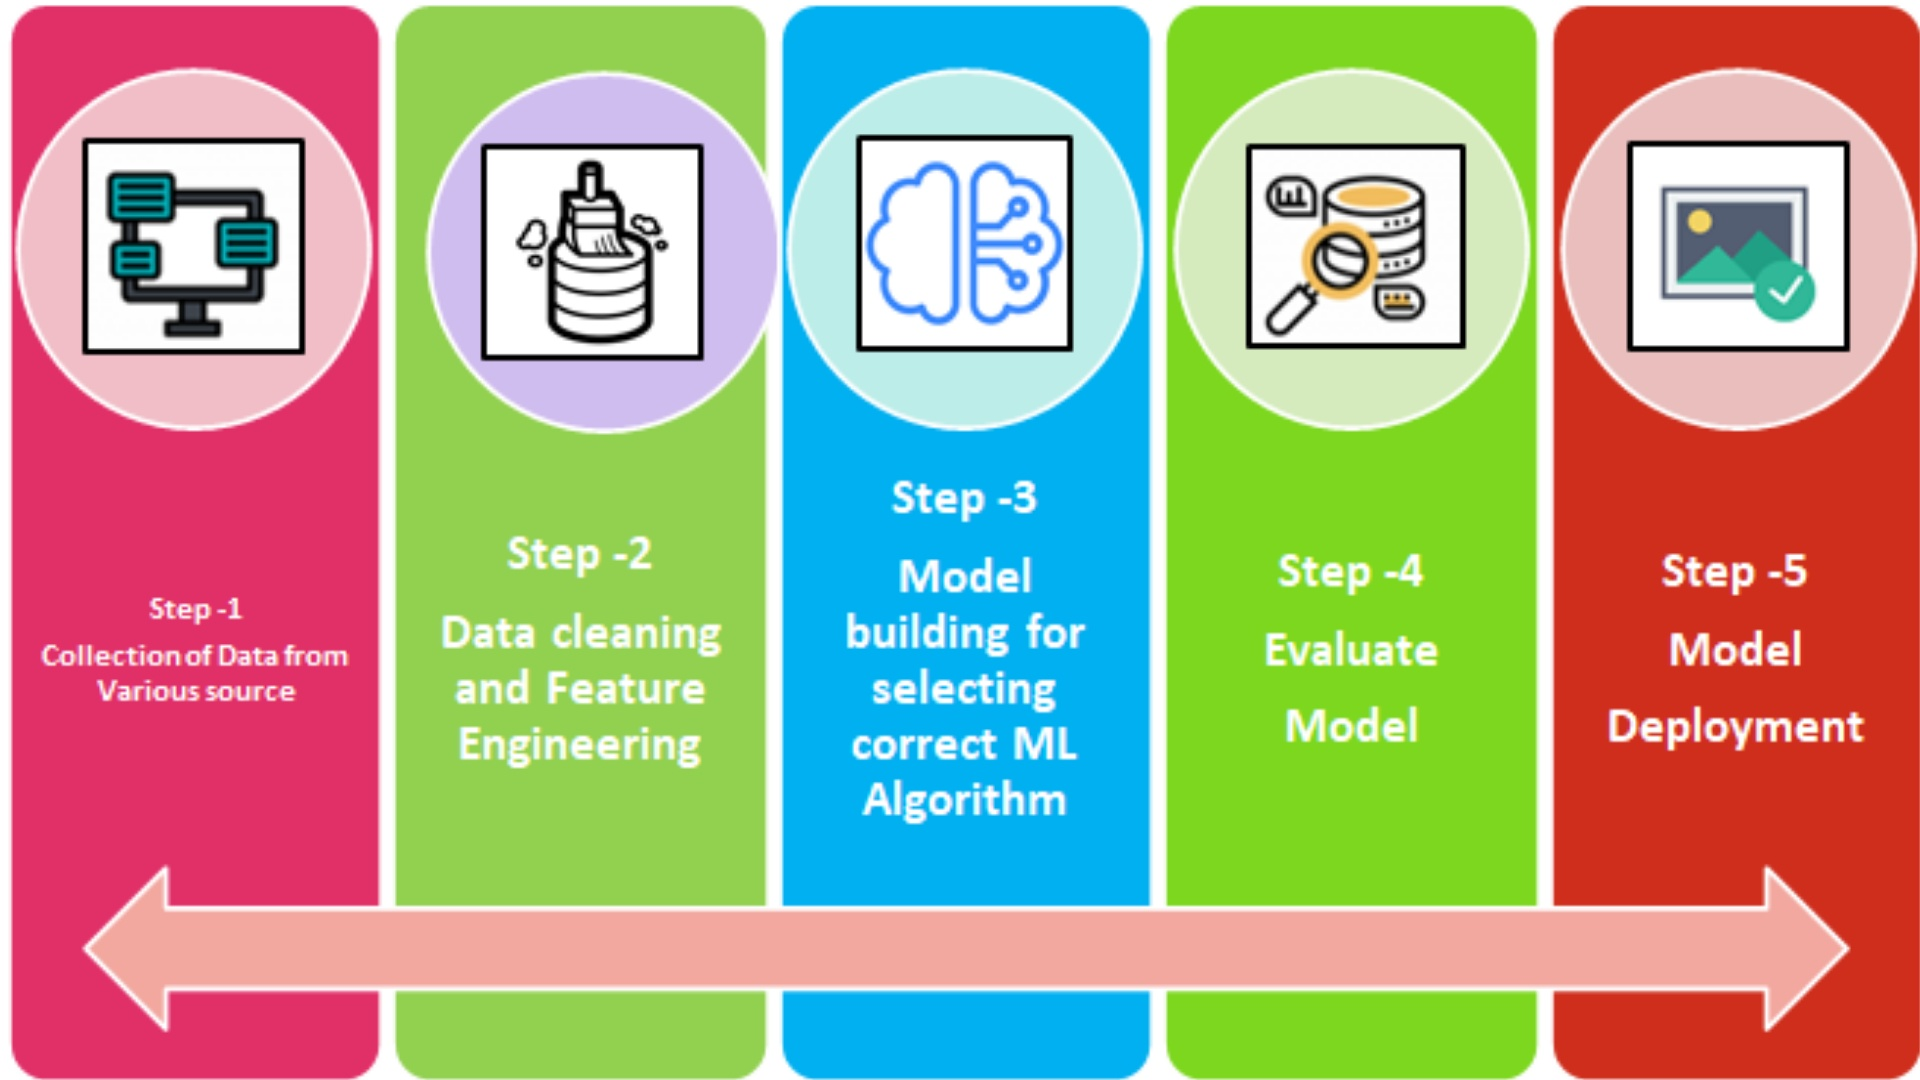 Step -1
Collection of Data from
Various source
Step -2
Data cleaning
and Feature
Engineering
Step -3
Model
building for
selecting
correct ML
Algorithm
Step -4
Evaluate
Model
Step -5
Model
Deployment